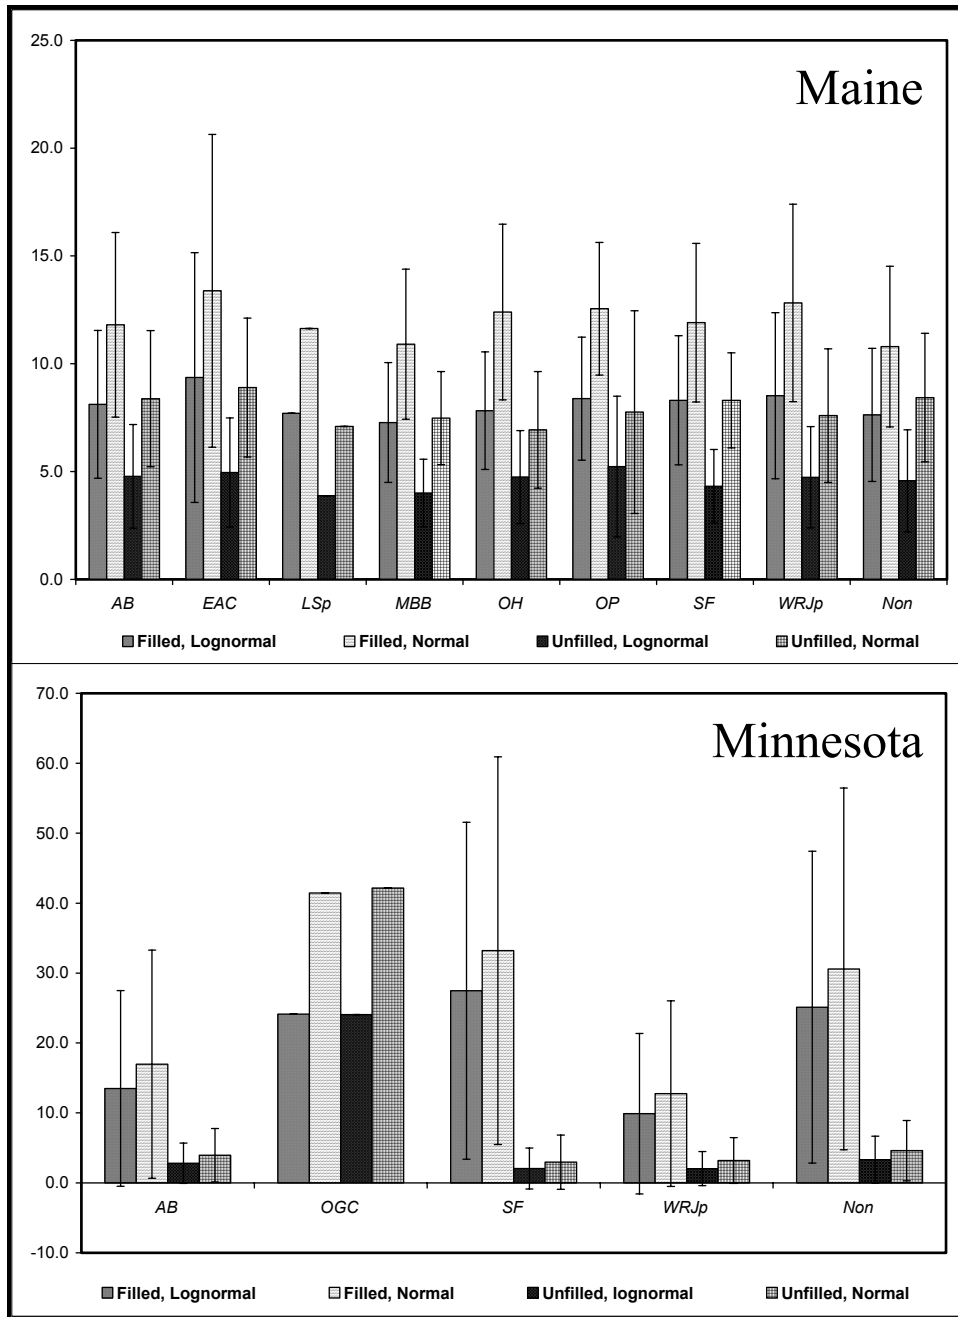 Maine
25.0
20.0
15.0
10.0
5.0
0.0
AB EAC LSp MBB OH OP SF WRJp Non
Filled, Lognormal Filled, Normal Unfilled, Lognormal Unfilled, Normal
Minnesota
70.0
60.0
50.0
40.0
30.0
20.0
10.0
0.0
-10.0
AB OGC SF WRJp Non
Filled, Lognormal Filled, Normal Unfilled, lognormal Unfilled, Normal